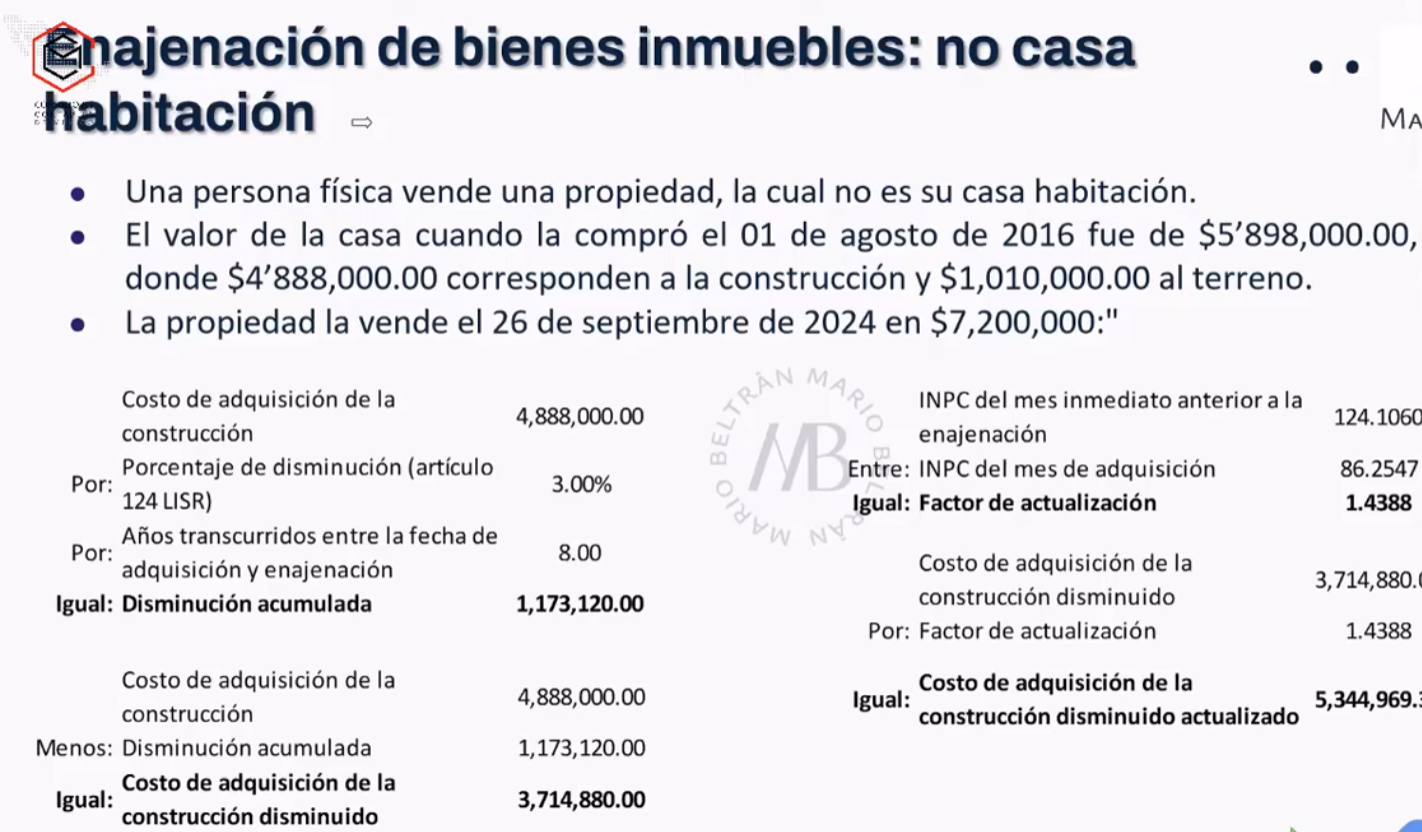 Enajenación de bienes inmuebles: no casa
habitación ⇨
MA
• Una persona física vende una propiedad, la cual no es su casa habitación.
• El valor de la casa cuando la compró el 01 de agosto de 2016 fue de $5’898,000.00,
donde $4’888,000.00 corresponden a la construcción y $1,010,000.00 al terreno.
• La propiedad la vende el 26 de septiembre de 2024 en $7,200,000:"
Costo de adquisición de la
construcción 4,888,000.00
Por: Porcentaje de disminución (artículo
124 LISR) 3.00%
Por: Años transcurridos entre la fecha de
adquisición y enajenación 8.00
Igual: Disminución acumulada 1,173,120.00
Costo de adquisición de la
construcción 4,888,000.00
Menos: Disminución acumulada 1,173,120.00
Igual: Costo de adquisición de la
construcción disminuido 3,714,880.00
MARIO BELTRÁN MARIO BELTRÁN
MB
INPC del mes inmediato anterior a la
enajenación 124.1060
Entre: INPC del mes de adquisición 86.2547
Igual: Factor de actualización 1.4388
Costo de adquisición de la
construcción disminuido 3,714,880.0
Por: Factor de actualización 1.4388
Igual: Costo de adquisición de la
construcción disminuido actualizado 5,344,969.3